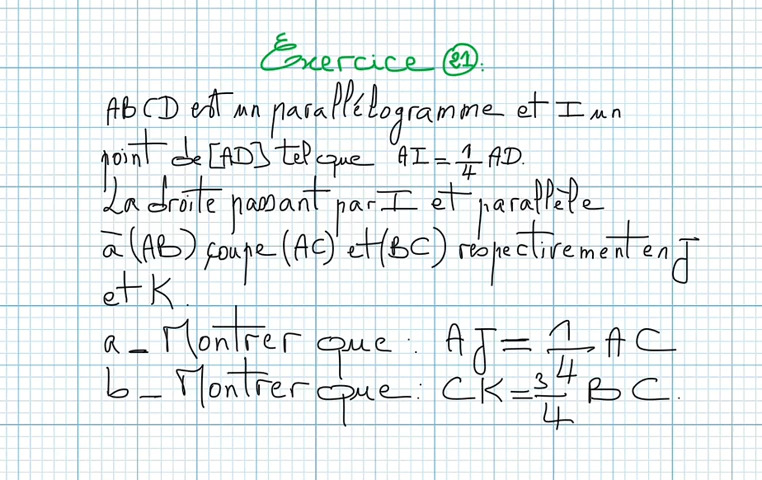 Exercice 21.
ABCD est un parallélogramme et I un
point de [AD] tel que AI = 1/4 AD.
La droite passant par I et parallèle
à (AB) coupe (AC) et (BC) respectivement en J
et K.
a - Montrer que : AJ = 1/4 AC
b - Montrer que : CK = 3/4 BC.